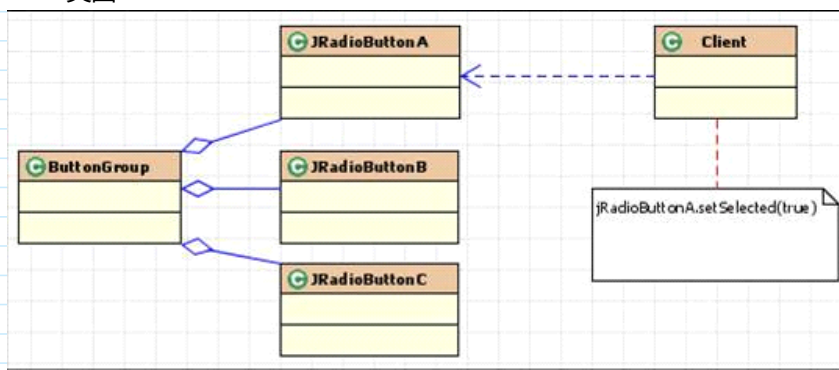 JRadioButtonA
Client
ButtonGroup
JRadioButtonB
jRadioButtonA.setSelected(true)
JRadioButtonC